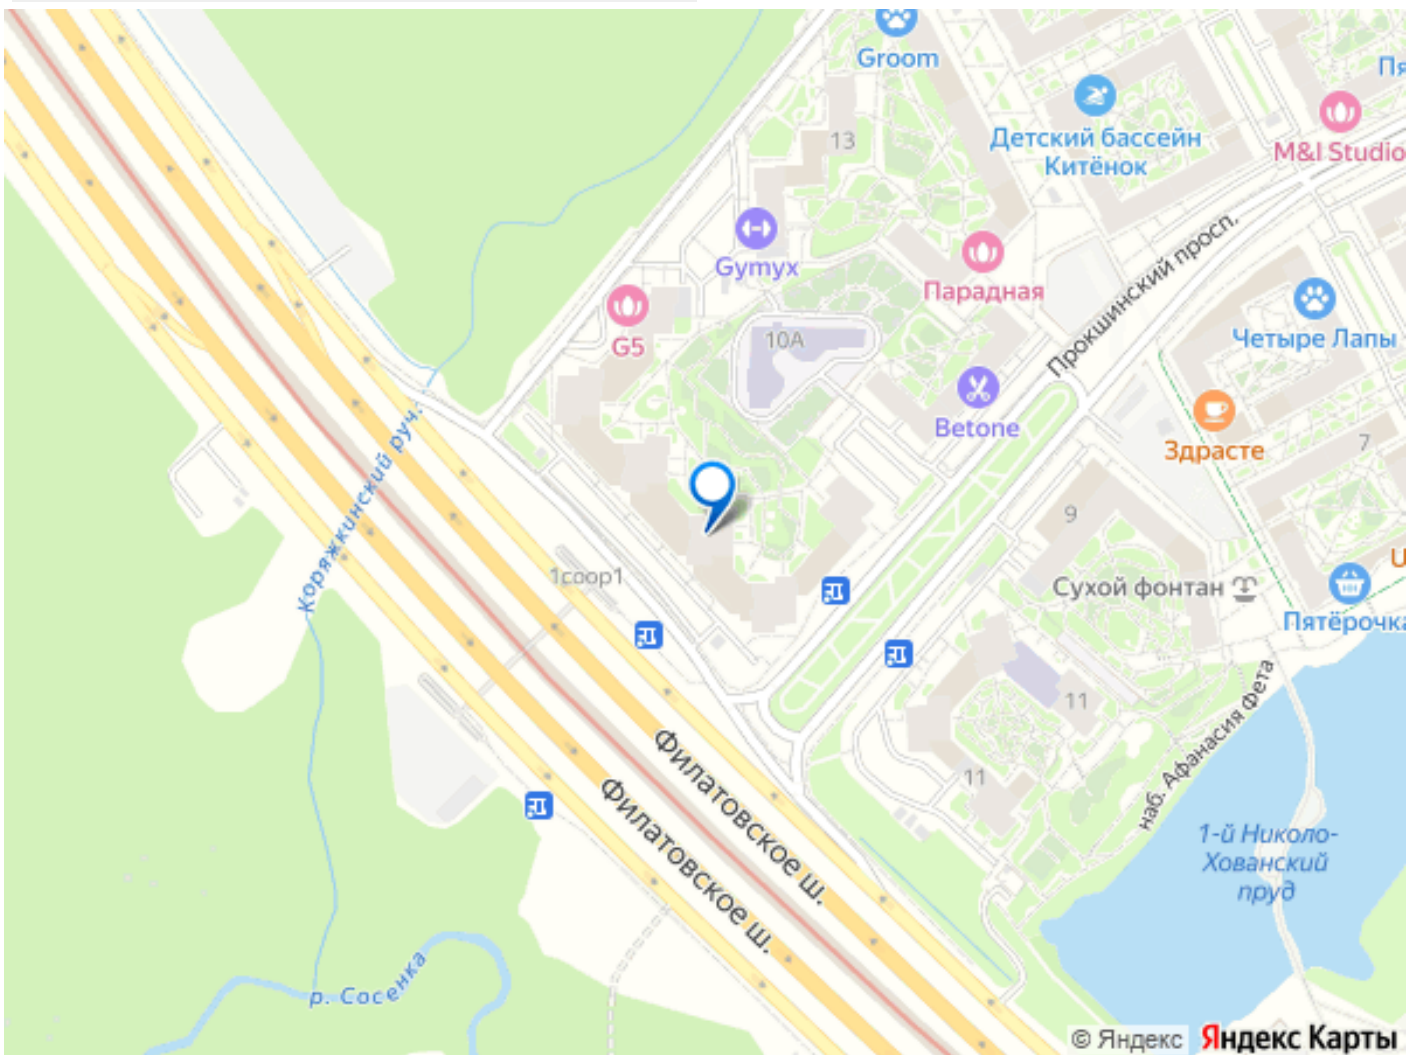 Groom
Пя
Детский бассейн
Китёнок
M&I Studio
13
Gymyx
Парадная
Прокшинский просп.
G5
10А
Четыре Лапы
Betone
Здрасте
7
Коряжкинский руч.
9
1соор1
Сухой фонтан
U
Пятёрочка
11
наб. Афанасия Фета
11
Филатовское ш.
Филатовское ш.
1-й Николо-
Хованский
пруд
р. Сосенка
© Яндекс Яндекс Карты